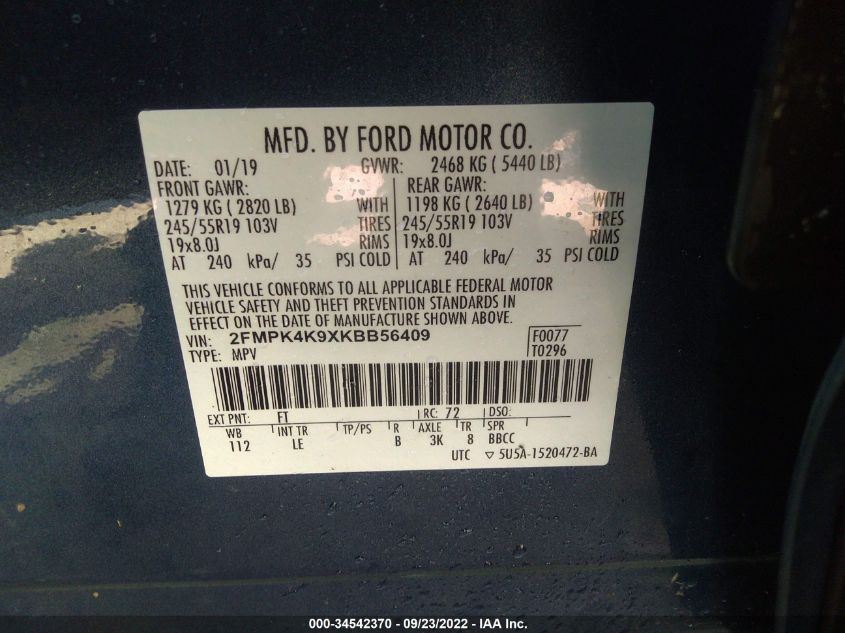 MFD. BY FORD MOTOR CO.
DATE: 01/19 GVWR: 2468 KG ( 5440 LB)
FRONT GAWR: REAR GAWR:
1279 KG ( 2820 LB) WITH 1198 KG ( 2640 LB) WITH
245/55R19 103V TIRES 245/55R19 103V TIRES
19x8.0J RIMS 19x8.0J RIMS
AT 240 kPa/ 35 PSI COLD AT 240 kPa/ 35 PSI COLD
THIS VEHICLE CONFORMS TO ALL APPLICABLE FEDERAL MOTOR
VEHICLE SAFETY AND THEFT PREVENTION STANDARDS IN
EFFECT ON THE DATE OF MANUFACTURE SHOWN ABOVE.
VIN: 2FMPK4K9XKBB56409 F0077
TYPE: MPV T0296
EXT PNT: FT RC: 72 DSO:
WB INT TR TP/PS R AXLE TR SPR
112 LE B 3K 8 BBCC
UTC ▽ 5U5A-1520472-BA
000-34542370 - 09/23/2022 - IAA Inc.